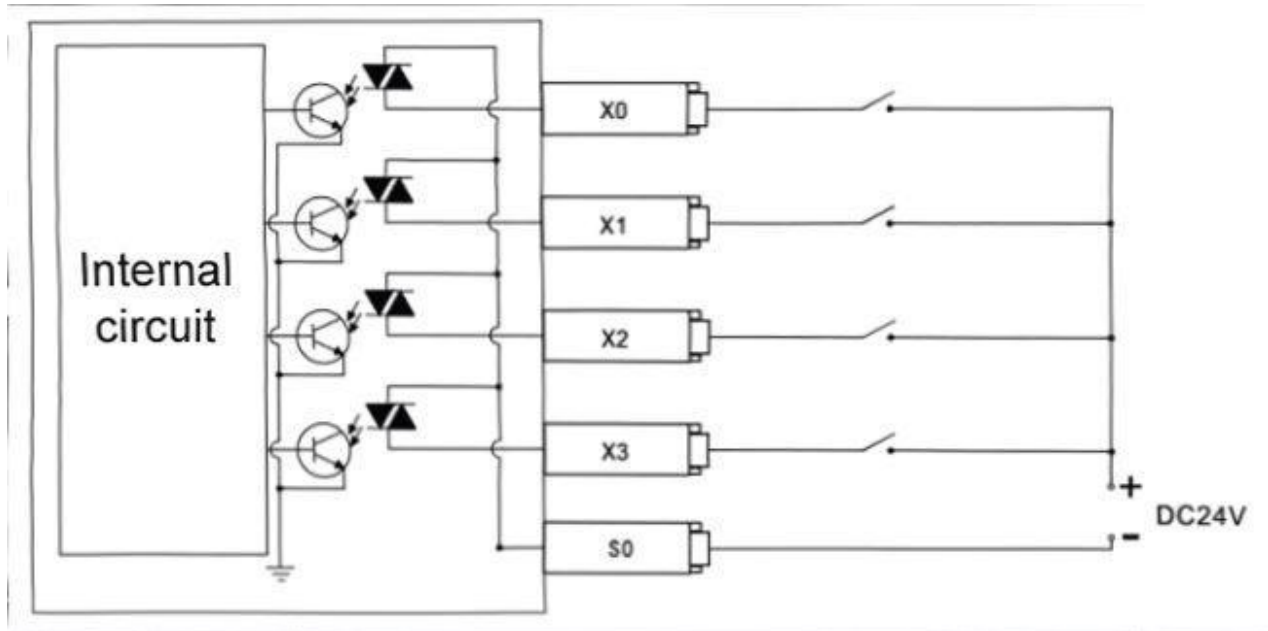 X0
X1
Internal
circuit
X2
X3
+
DC24V
-
S0